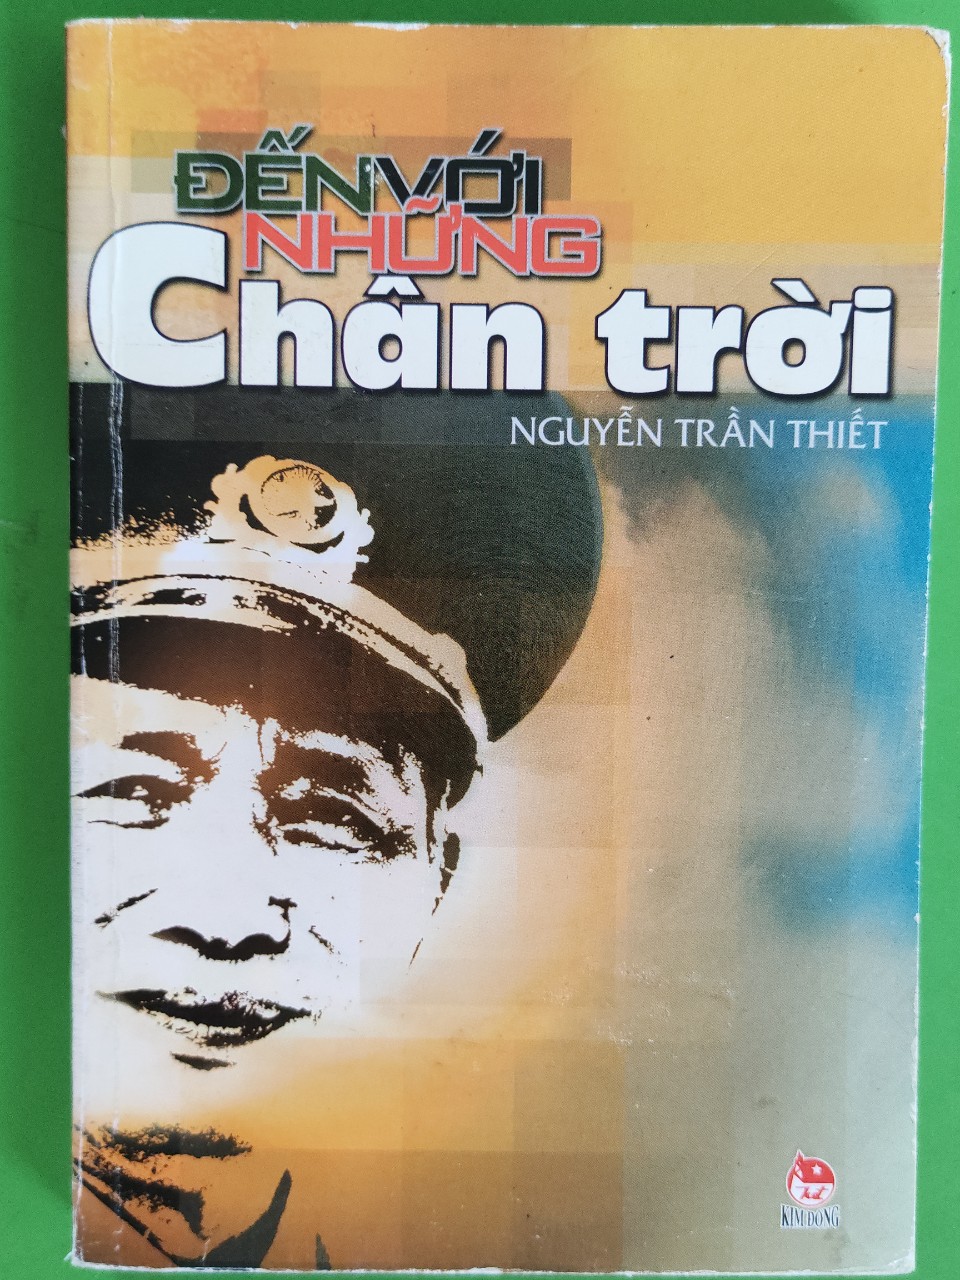 ĐẾN VỚI
NHỮNG
Chân trời
NGUYỄN TRẦN THIẾT
KIM ĐỒNG